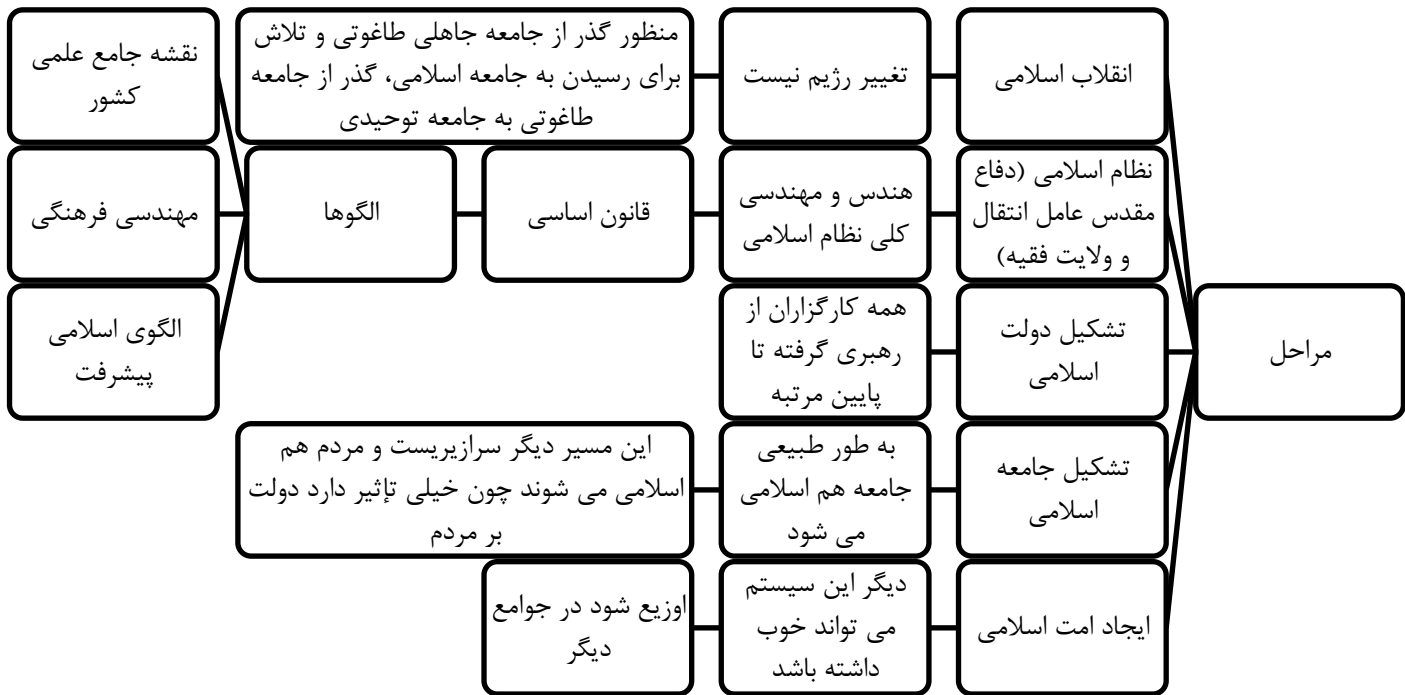 مراحل
انقلاب اسلامی
تغییر رژیم نیست
منظور گذر از جامعه جاهلی طاغوتی و تلاش
برای رسیدن به جامعه اسلامی، گذر از جامعه
طاغوتی به جامعه توحیدی
نظام اسلامی (دفاع
مقدس عامل انتقال
و ولایت فقیه)
هندس و مهندسی
کلی نظام اسلامی
قانون اساسی
الگوها
نقشه جامع علمی
کشور
مهندسی فرهنگی
الگوی اسلامی
پیشرفت
تشکیل دولت
اسلامی
همه کارگزاران از
رهبری گرفته تا
پایین مرتبه
تشکیل جامعه
اسلامی
به طور طبیعی
جامعه هم اسلامی
می شود
این مسیر دیگر سرازیریست و مردم هم
اسلامی می شوند چون خیلی تإثیر دارد دولت
بر مردم
ایجاد امت اسلامی
دیگر این سیستم
می تواند خوب
داشته باشد
اوزیع شود در جوامع
دیگر